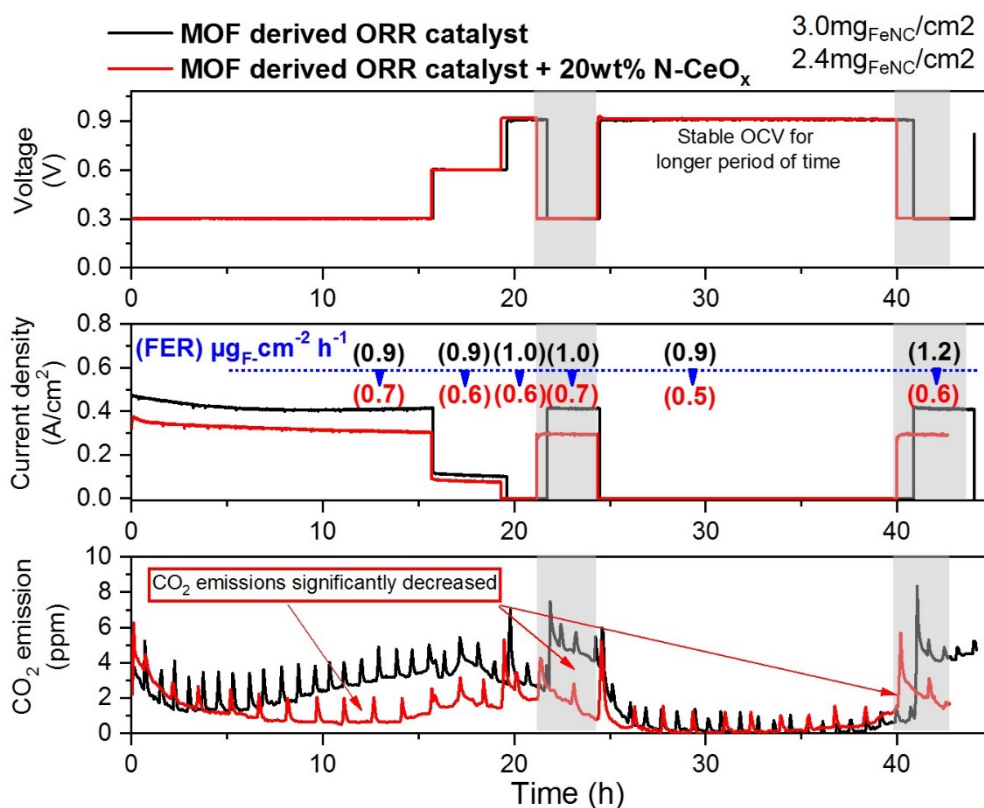 MOF derived ORR catalyst
3.0mgFeNC/cm2
MOF derived ORR catalyst + 20wt% N-CeOx
2.4mgFeNC/cm2
Voltage
(V)
0.9
0.6
0.3
0.0
Stable OCV for
longer period of time
0 10 20 30 40
Current density
(A/cm²)
0.8
0.6
0.4
0.2
0.0
(FER) µgF-cm⁻² h⁻¹
(0.9) (0.9) (1.0) (1.0) (0.9) (1.2)
(0.7) (0.6) (0.6) (0.7) (0.5) (0.6)
0 10 20 30 40
CO₂ emission
(ppm)
10
8
6
4
2
0
CO₂ emissions significantly decreased
0 10 20 30 40
Time (h)